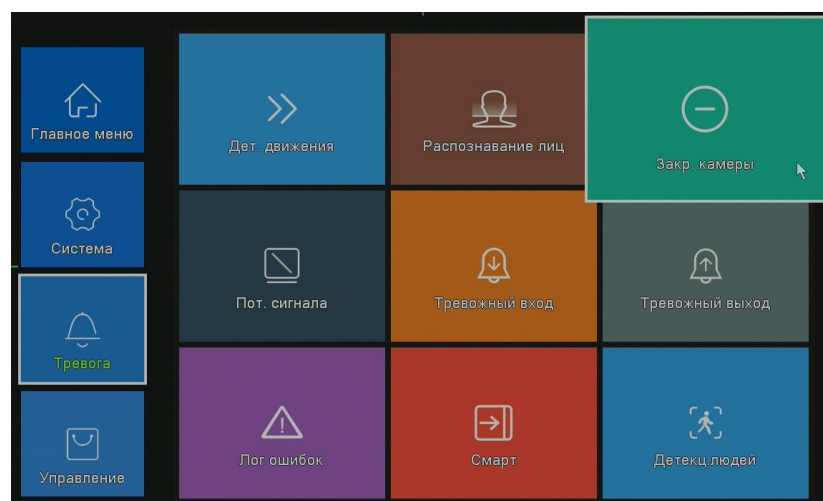 Главное меню
Система
Тревога
Управление
Дет. движения
Распознавание лиц
Закр. камеры
Пот. сигнала
Тревожный вход
Тревожный выход
Лог ошибок
Смарт
Детекц.людей